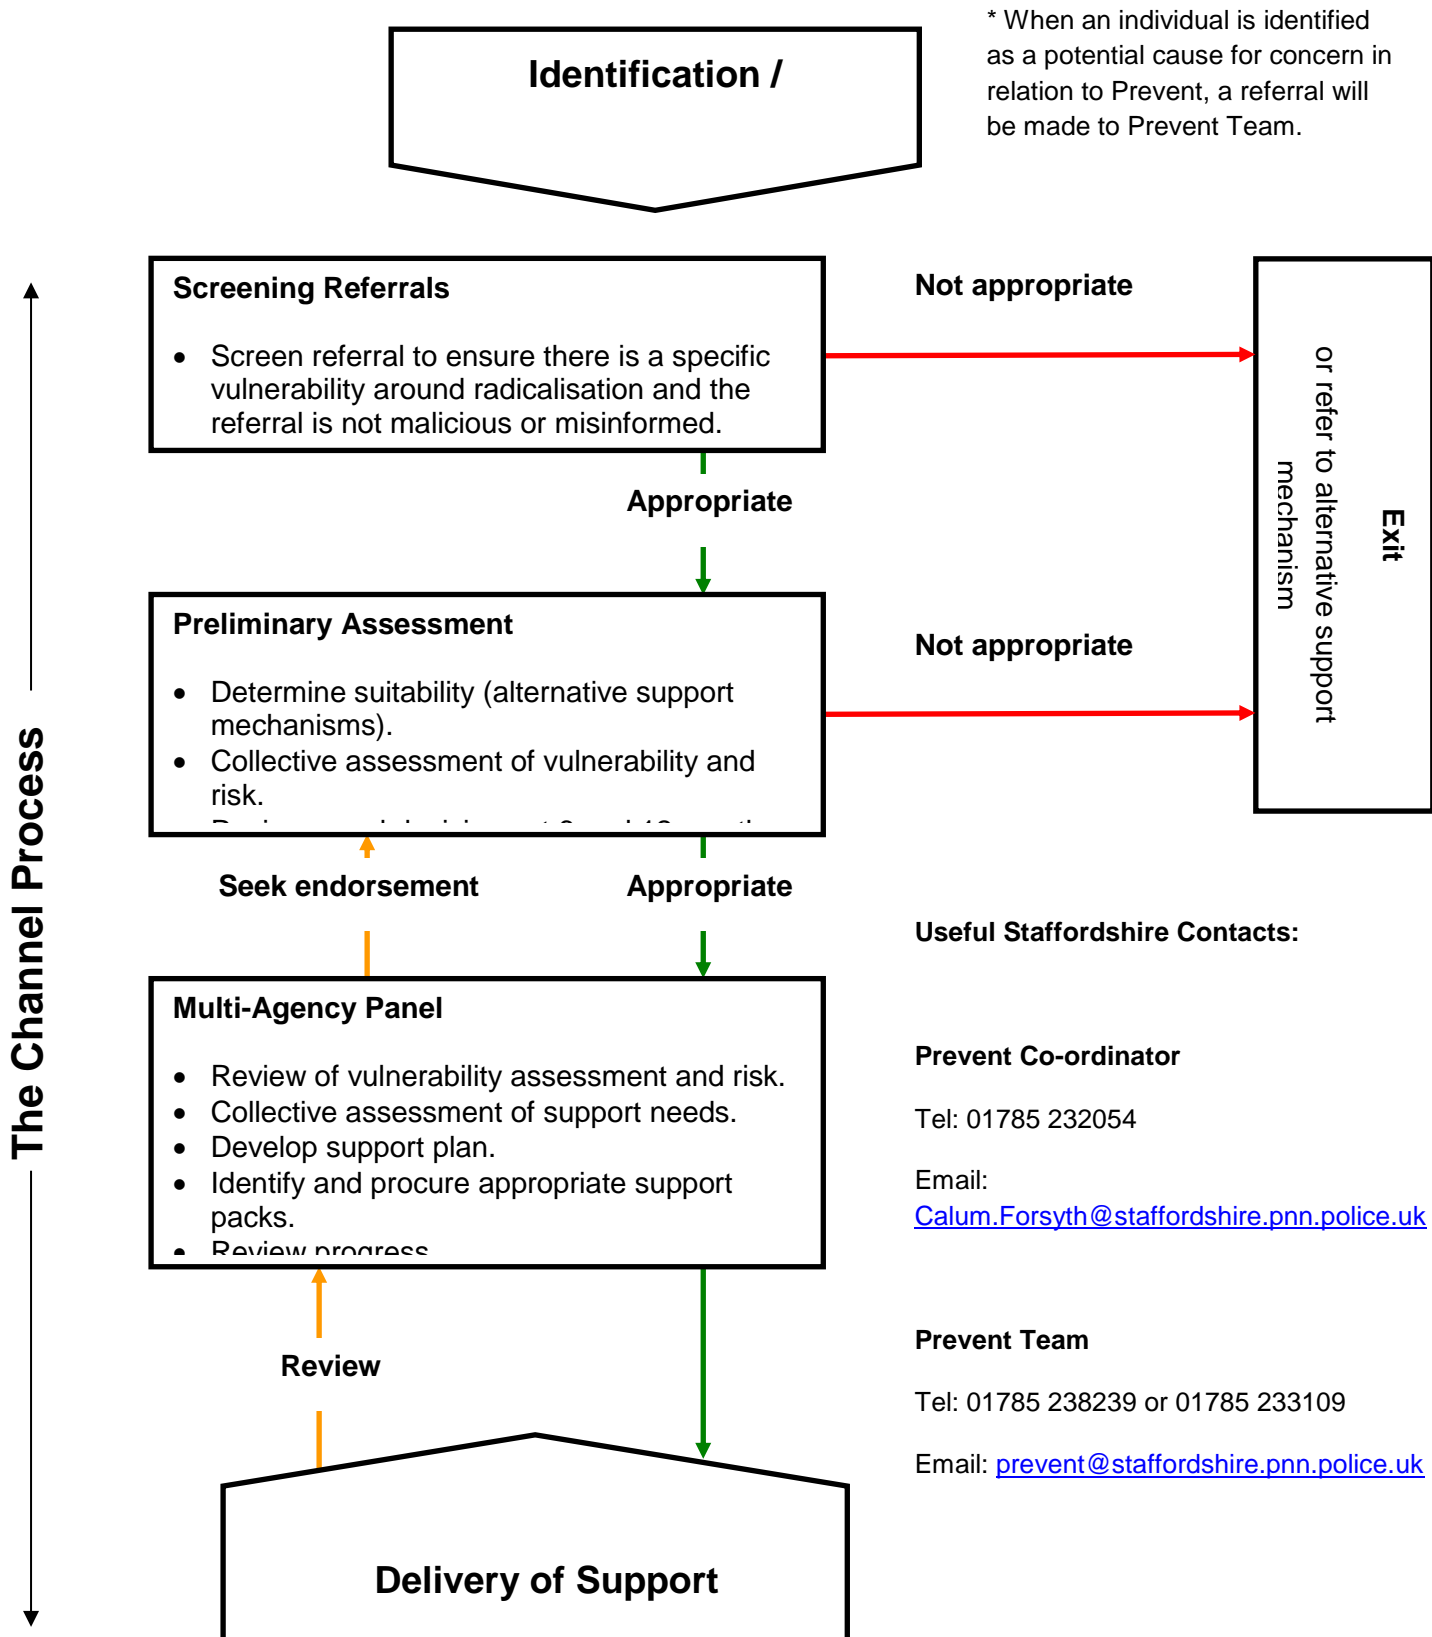 * When an individual is identified
as a potential cause for concern in
relation to Prevent, a referral will
be made to Prevent Team.
Identification /
Screening Referrals
• Screen referral to ensure there is a specific
vulnerability around radicalisation and the
referral is not malicious or misinformed.
Not appropriate
Exit
or refer to alternative support
mechanism
Appropriate
Preliminary Assessment
• Determine suitability (alternative support
mechanisms).
• Collective assessment of vulnerability and
risk.
Not appropriate
The Channel Process
Seek endorsement
Appropriate
Multi-Agency Panel
• Review of vulnerability assessment and risk.
• Collective assessment of support needs.
• Develop support plan.
• Identify and procure appropriate support
packs.
• Review progress
Useful Staffordshire Contacts:
Prevent Co-ordinator
Tel: 01785 232054
Email:
Calum.Forsyth@staffordshire.pnn.police.uk
Review
Prevent Team
Tel: 01785 238239 or 01785 233109
Email: prevent@staffordshire.pnn.police.uk
Delivery of Support